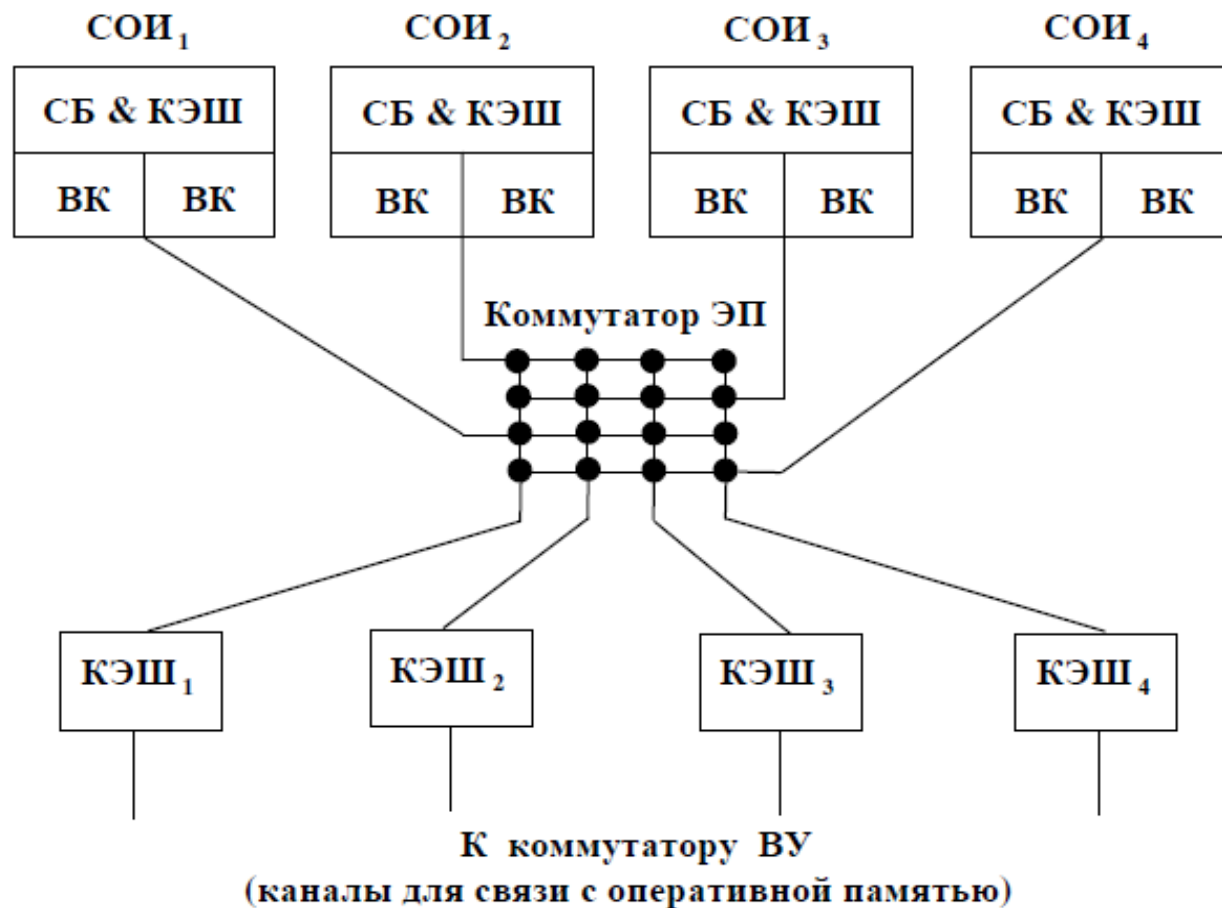 СОИ₁ СОИ₂ СОИ₃ СОИ₄
СБ & КЭШ СБ & КЭШ СБ & КЭШ СБ & КЭШ
ВК ВК ВК ВК ВК ВК ВК ВК
Коммутатор ЭП
КЭШ₁ КЭШ₂ КЭШ₃ КЭШ₄
К коммутатору ВУ
(каналы для связи с оперативной памятью)